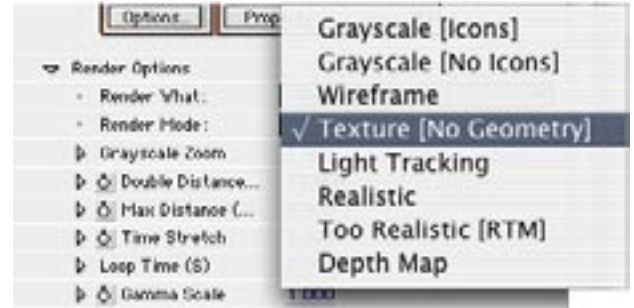 Options...
Render Options
Render What:
Render Mode:
Grayscale Zoom
Double Distance...
Max Distance (...
Time Stretch
Loop Time (S)
Gamma Scale
Grayscale [Icons]
Grayscale [No Icons]
Wireframe
√ Texture [No Geometry]
Light Tracking
Realistic
Too Realistic [RTM]
Depth Map
1.000